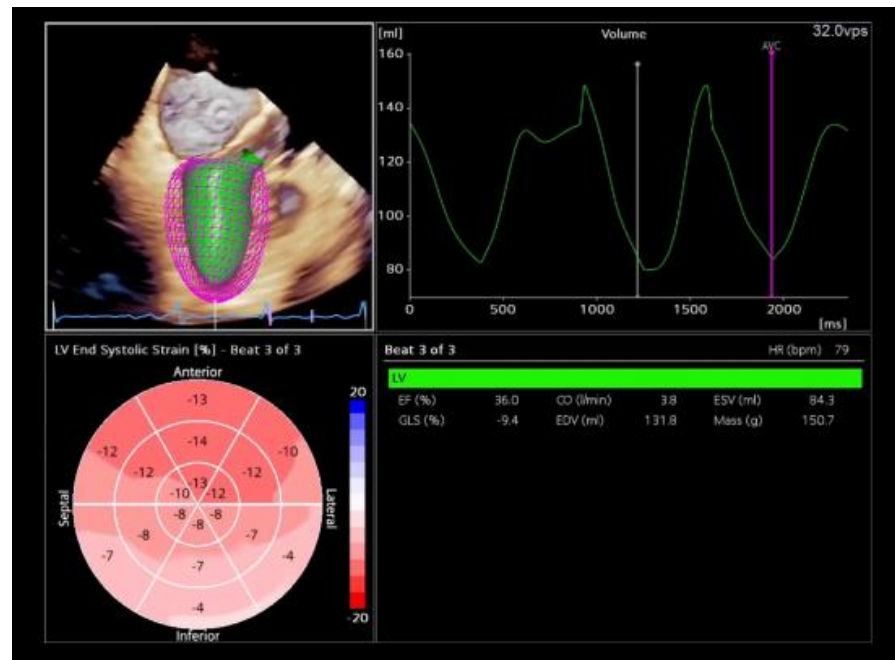 [ml]
Volume
32.0vps
AVC
160
140
120
100
80
0 500 1000 1500 2000
[ms]
LV End Systolic Strain [%] - Beat 3 of 3
Anterior
20
-13
-14
-12 -10
-12 -13 -12
-10 -12
Septal
Lateral
-8 -8
-8
-8 -7
-7 -4
-7
-4
Inferior
-20
Beat 3 of 3 HR (bpm) 79
LV
EF (%) 36.0 CO (l/min) 3.8 ESV (ml) 84.3
GLS (%) -9.4 EDV (ml) 131.8 Mass (g) 150.7